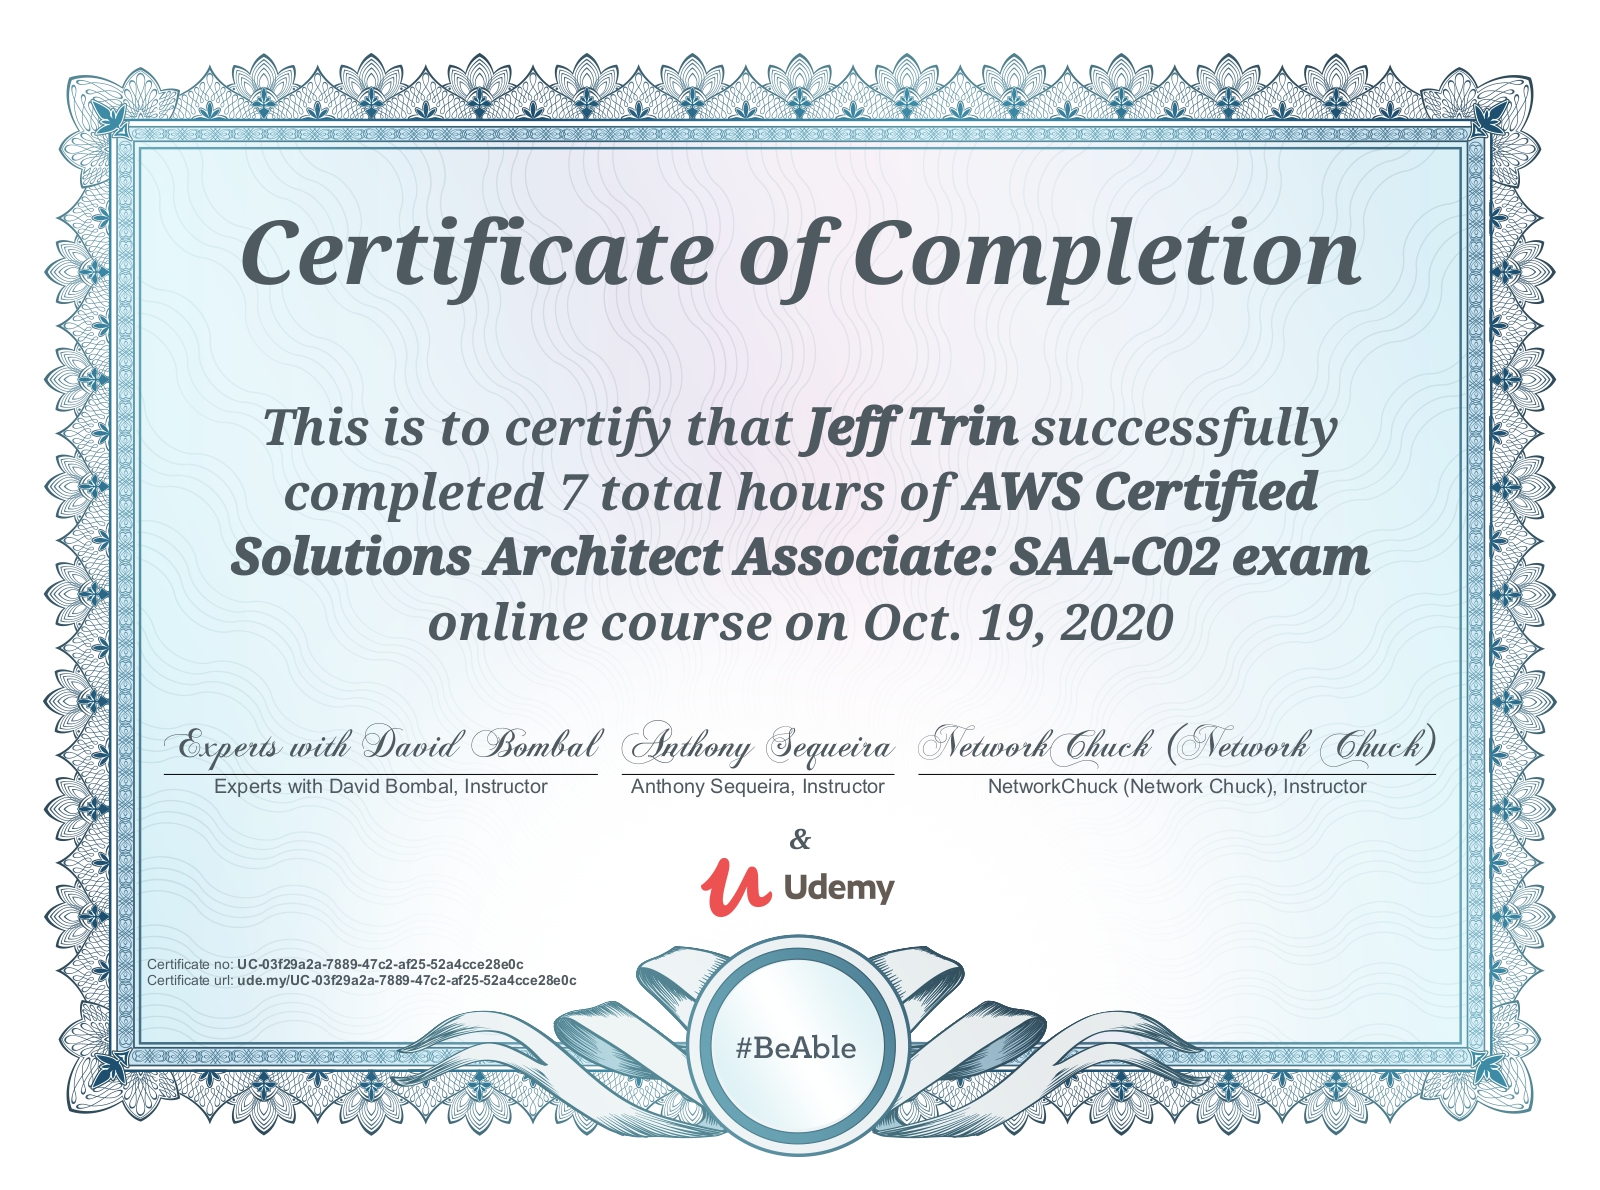 Certificate of Completion
This is to certify that Jeff Trin successfully
completed 7 total hours of AWS Certified
Solutions Architect Associate: SAA-C02 exam
online course on Oct. 19, 2020
Experts with David Bombal Anthony Sequeira NetworkChuck (Network Chuck)
Experts with David Bombal, Instructor Anthony Sequeira, Instructor NetworkChuck (Network Chuck), Instructor
&
Udemy
Certificate no: UC-03f29a2a-7889-47c2-af25-52a4cce28e0c
Certificate url: ude.my/UC-03f29a2a-7889-47c2-af25-52a4cce28e0c
#BeAble